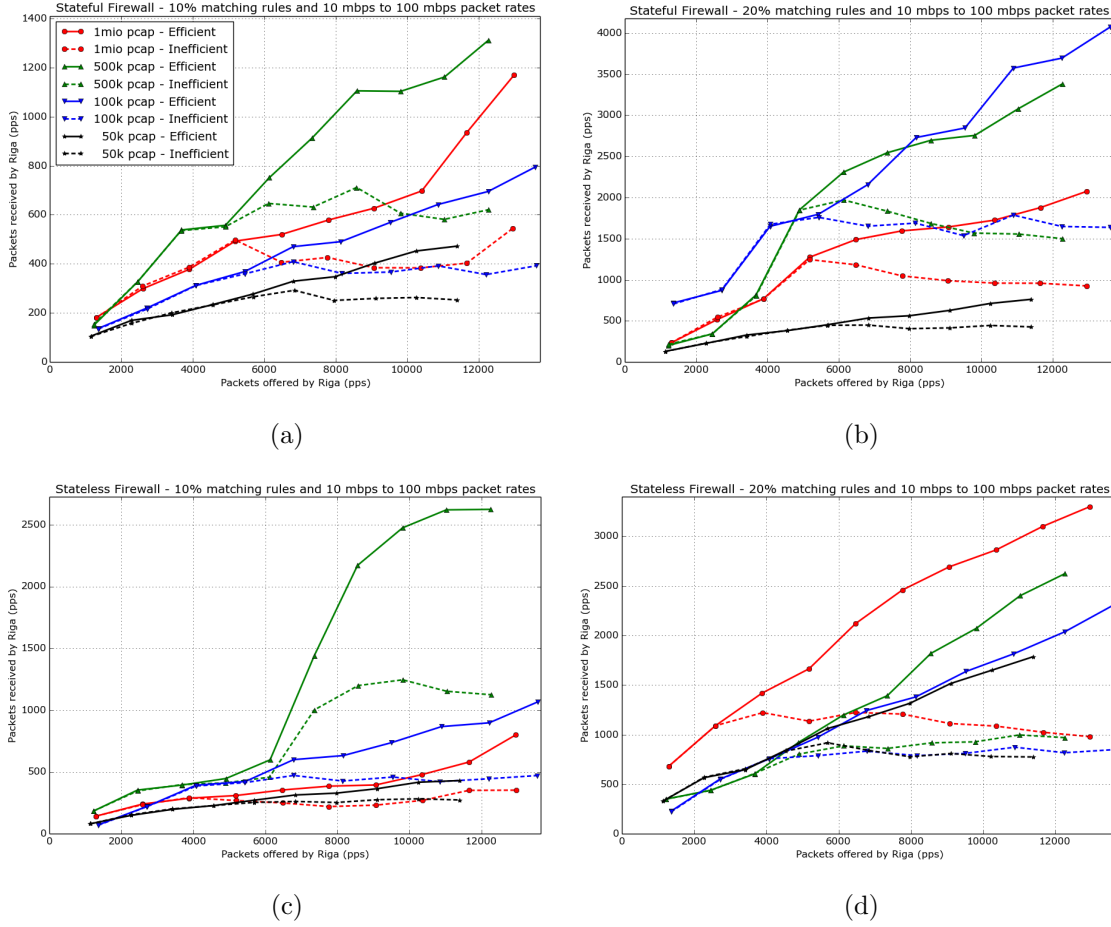 Stateful Firewall - 10% matching rules and 10 mbps to 100 mbps packet rates
1400
1200
1000
800
600
400
200
0
Packets received by Riga (pps)
1mio pcap - Efficient
1mio pcap - Inefficient
500k pcap - Efficient
500k pcap - Inefficient
100k pcap - Efficient
100k pcap - Inefficient
50k pcap - Efficient
50k pcap - Inefficient
0 2000 4000 6000 8000 10000 12000
Packets offered by Riga (pps)
(a)
Stateful Firewall - 20% matching rules and 10 mbps to 100 mbps packet rates
4000
3500
3000
2500
2000
1500
1000
500
0
Packets received by Riga (pps)
0 2000 4000 6000 8000 10000 12000
Packets offered by Riga (pps)
(b)
Stateless Firewall - 10% matching rules and 10 mbps to 100 mbps packet rates
2500
2000
1500
1000
500
0
Packets received by Riga (pps)
0 2000 4000 6000 8000 10000 12000
Packets offered by Riga (pps)
(c)
Stateless Firewall - 20% matching rules and 10 mbps to 100 mbps packet rates
3000
2500
2000
1500
1000
500
0
Packets received by Riga (pps)
0 2000 4000 6000 8000 10000 12000
Packets offered by Riga (pps)
(d)